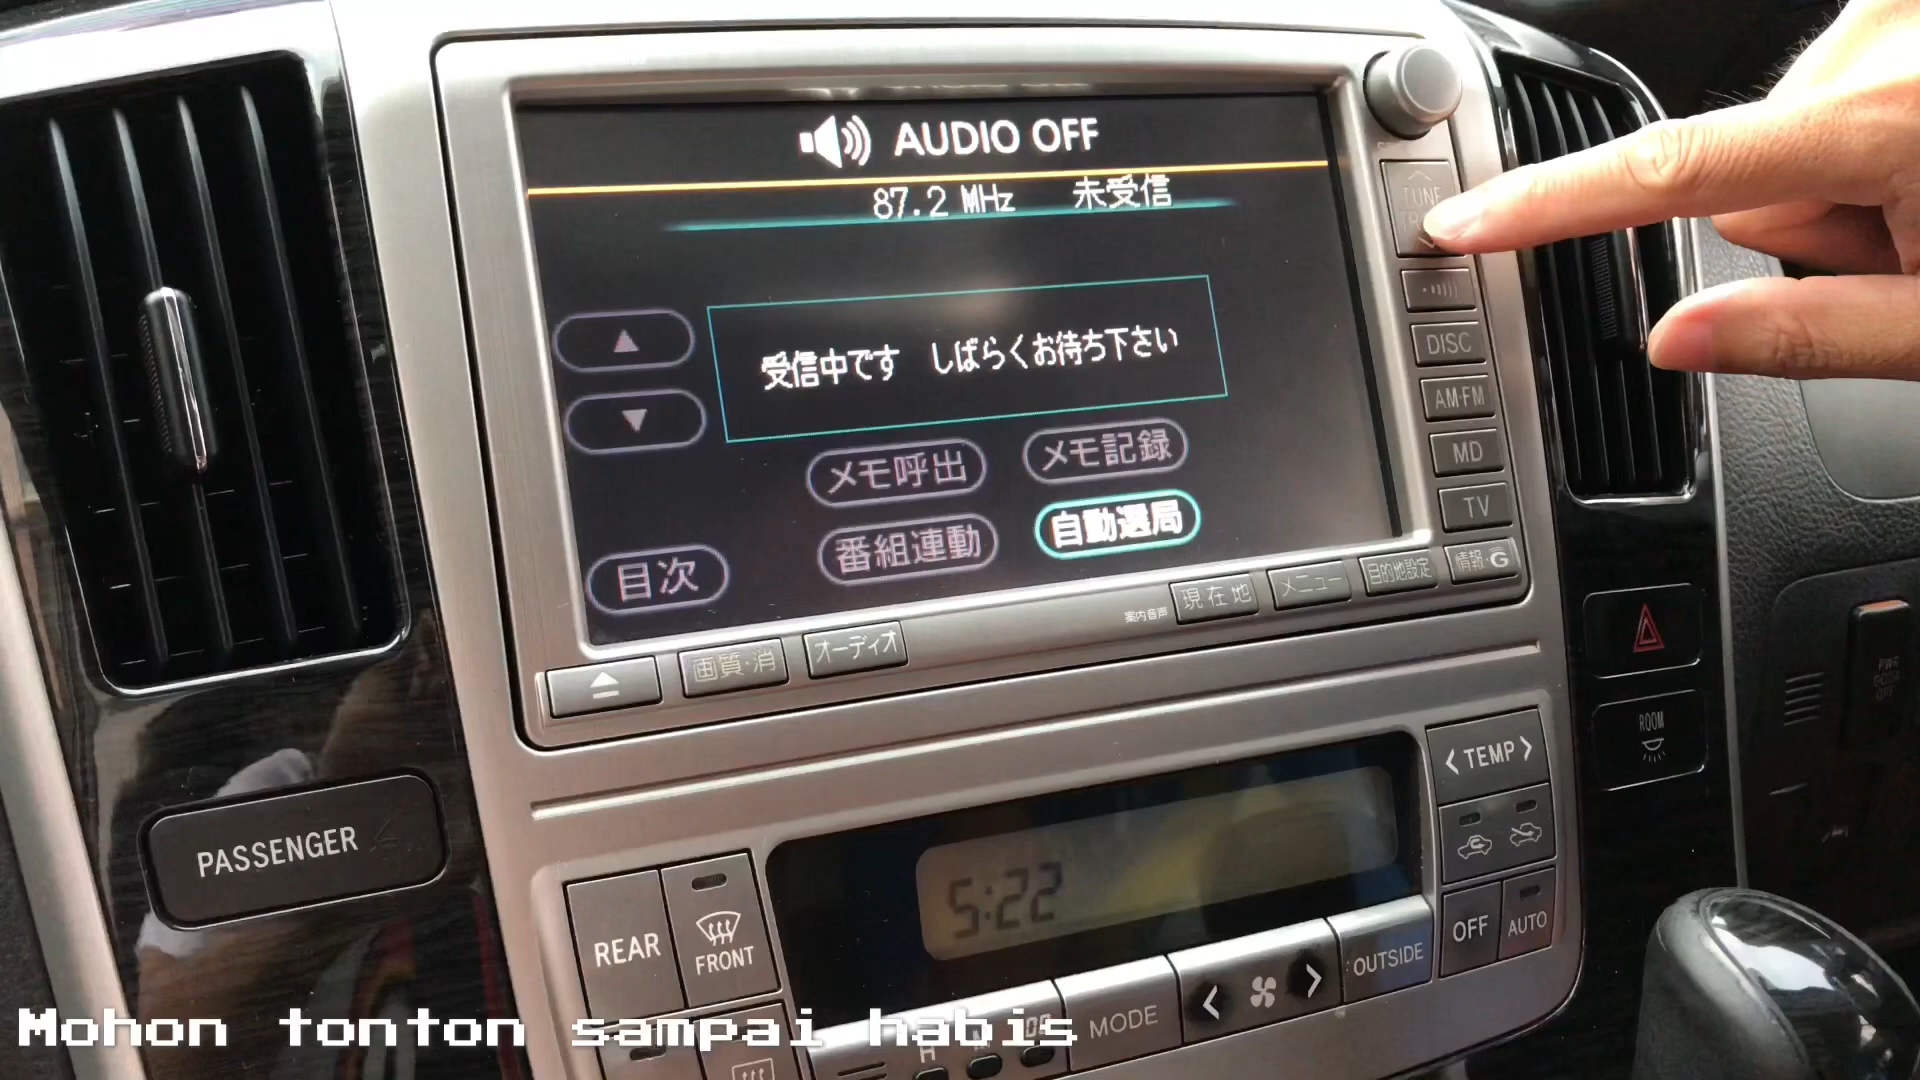 AUDIO OFF
87.2 MHz 未受信
受信中です しばらくお待ち下さい
メモ呼出 メモ記録
番組連動 自動選局
目次
TUNE
DISC
AM·FM
MD
TV
画質·消 オーディオ 案内音声 現在地 メニュー 目的地設定 情報·G
PASSENGER
ROOM
<TEMP>
5:22
REAR
FRONT
OFF AUTO
OUTSIDE
MODE
H
:00
Mohon tonton sampai habis